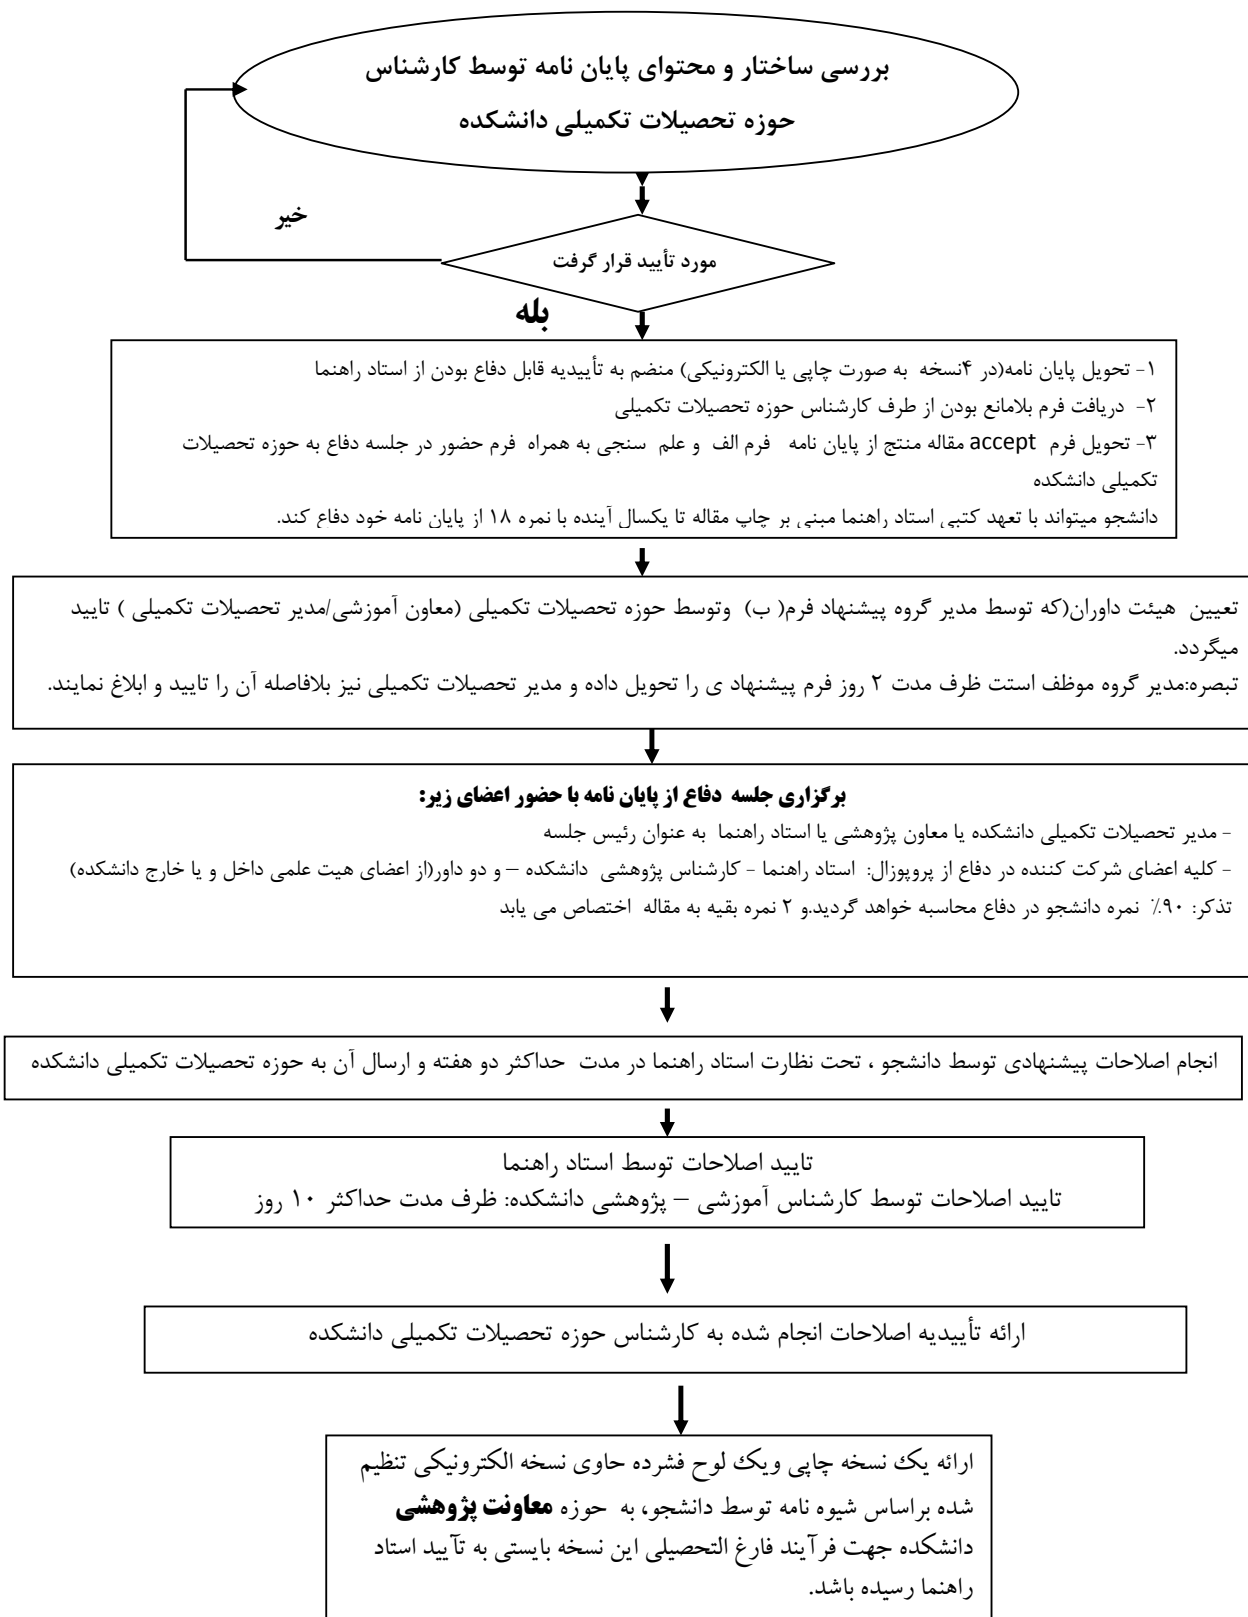 بررسی ساختار و محتوای پایان نامه توسط کارشناس
حوزه تحصیلات تکمیلی دانشکده
خیر
مورد تأیید قرار گرفت
بله
۱- تحویل پایان نامه(در ۴نسخه به صورت چاپی یا الکترونیکی) منضم به تأییدیه قابل دفاع بودن از استاد راهنما
۲- دریافت فرم بلامانع بودن از طرف کارشناس حوزه تحصیلات تکمیلی
۳- تحویل فرم accept مقاله منتج از پایان نامه فرم الف و علم سنجی به همراه فرم حضور در جلسه دفاع به حوزه تحصیلات
تکمیلی دانشکده
دانشجو میتواند با تعهد کتبی استاد راهنما مبنی بر چاپ مقاله تا یکسال آینده با نمره ۱۸ از پایان نامه خود دفاع کند.
تعیین هیئت داوران(که توسط مدیر گروه پیشنهاد فرم( ب) وتوسط حوزه تحصیلات تکمیلی (معاون آموزشی/مدیر تحصیلات تکمیلی ) تایید
میگردد.
تبصره:مدیر گروه موظف استت ظرف مدت ۲ روز فرم پیشنهاد ی را تحویل داده و مدیر تحصیلات تکمیلی نیز بلافاصله آن را تایید و ابلاغ نمایند.
برگزاری جلسه دفاع از پایان نامه با حضور اعضای زیر:
- مدیر تحصیلات تکمیلی دانشکده یا معاون پژوهشی یا استاد راهنما به عنوان رئیس جلسه
- کلیه اعضای شرکت کننده در دفاع از پروپوزال: استاد راهنما - کارشناس پژوهشی دانشکده – و دو داور(از اعضای هیت علمی داخل و یا خارج دانشکده)
تذکر: ۹۰٪ نمره دانشجو در دفاع محاسبه خواهد گردید.و ۲ نمره بقیه به مقاله اختصاص می یابد
انجام اصلاحات پیشنهادی توسط دانشجو ، تحت نظارت استاد راهنما در مدت حداکثر دو هفته و ارسال آن به حوزه تحصیلات تکمیلی دانشکده
تایید اصلاحات توسط استاد راهنما
تایید اصلاحات توسط کارشناس آموزشی – پژوهشی دانشکده: ظرف مدت حداکثر ۱۰ روز
ارائه تأییدیه اصلاحات انجام شده به کارشناس حوزه تحصیلات تکمیلی دانشکده
ارائه یک نسخه چاپی ویک لوح فشرده حاوی نسخه الکترونیکی تنظیم
شده براساس شیوه نامه توسط دانشجو، به حوزه معاونت پژوهشی
دانشکده جهت فرآیند فارغ التحصیلی این نسخه بایستی به تآیید استاد
راهنما رسیده باشد.